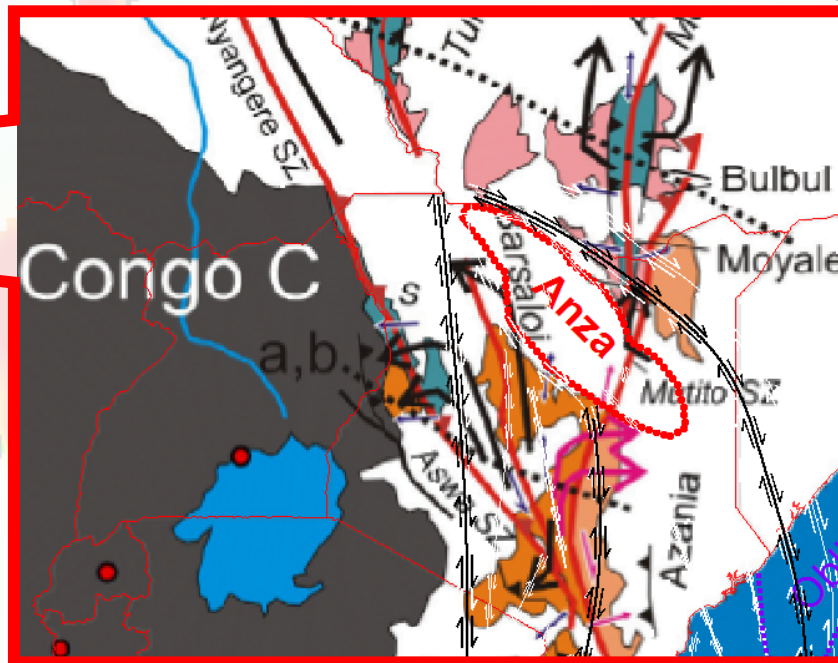 Nyangere SZ
Bulbul
Moyale
Congo C
Barsaloi
Anza
S
a,b.
Mutito SZ
Aswa SZ
Azania